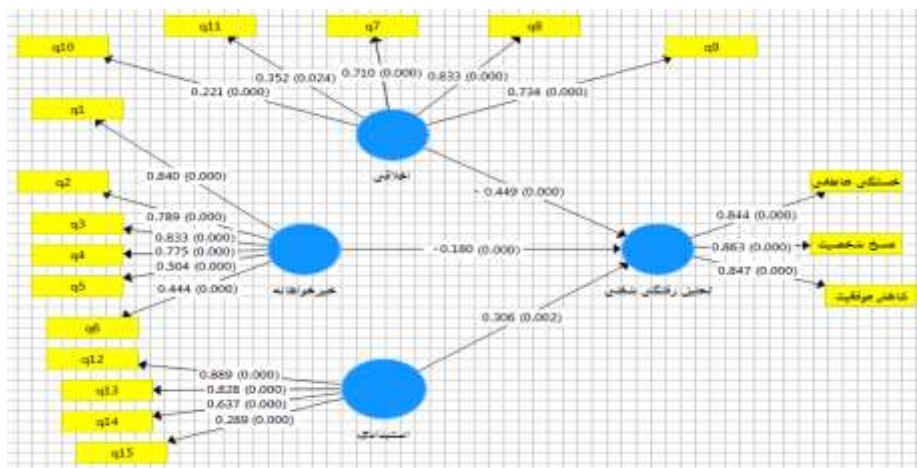 q11
q7
q8
q10
q9
0.352 (0.024)
0.710 (0.000)
0.833 (0.000)
0.221 (0.000)
0.734 (0.000)
q1
اخلاقی
0.840 (0.000)
- 0.449 (0.000)
q2
خستگی عاطفی
0.789 (0.000)
0.844 (0.000)
q3
0.833 (0.000)
q4
0.775 (0.000)
-0.180 (0.000)
0.863 (0.000)
مسخ شخصیت
q5
0.504 (0.000)
0.847 (0.000)
0.444 (0.000)
خیرخواهانه
تحلیل رفتگی شغلی
کاهش موفقیت
q6
0.306 (0.002)
q12
0.889 (0.000)
q13
0.828 (0.000)
q14
0.637 (0.000)
0.289 (0.000)
استبدادی
q15